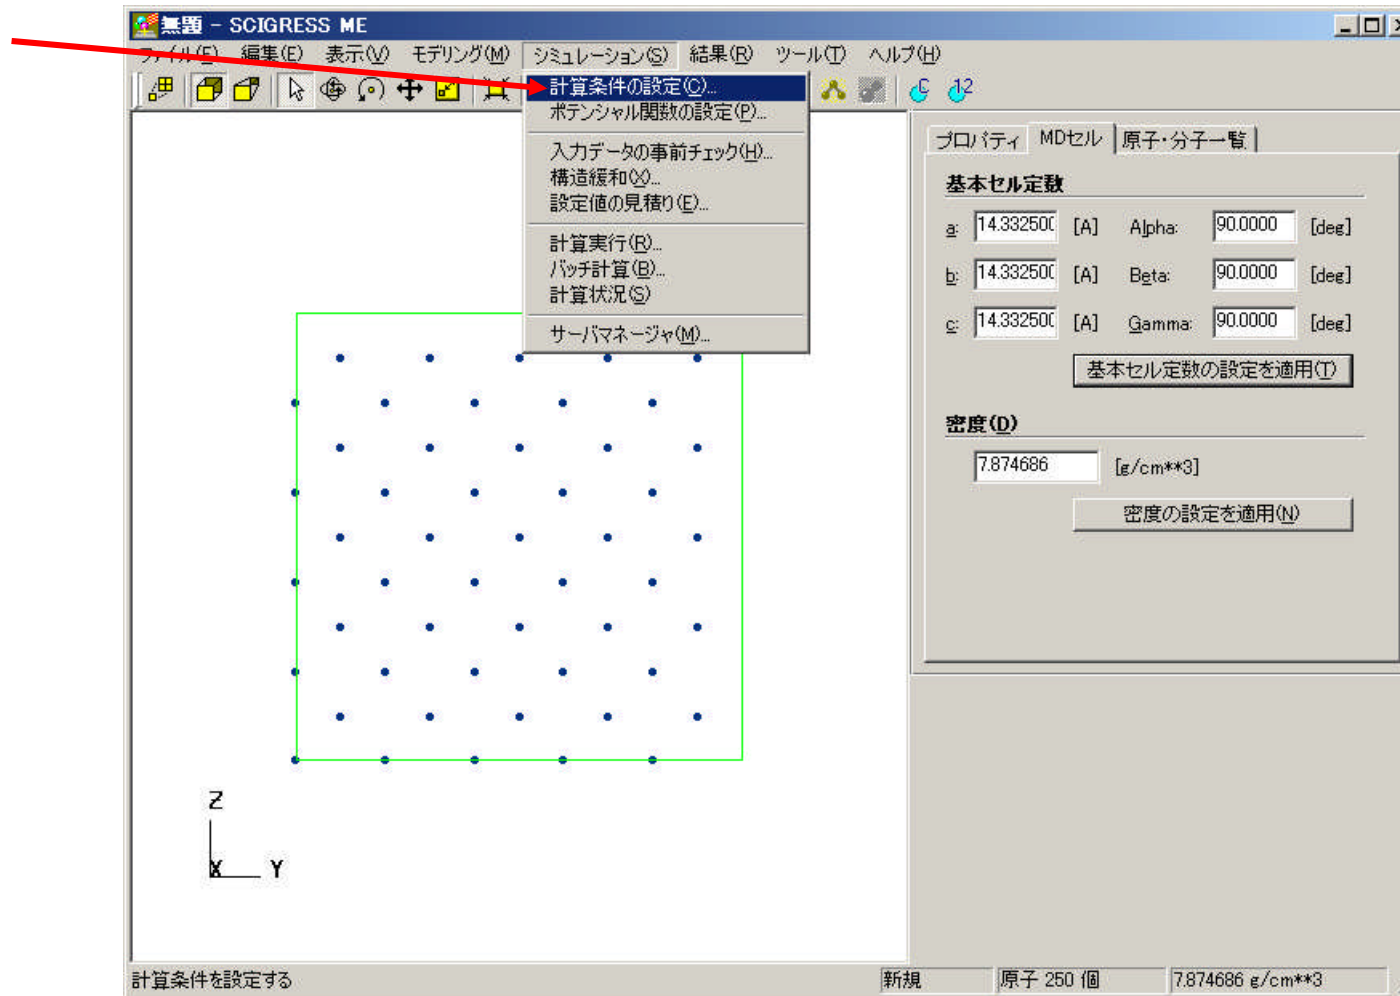 無題 - SCIGRESS ME
ファイル(F) 編集(E) 表示(V) モデリング(M) シミュレーション(S) 結果(R) ツール(T) ヘルプ(H)
計算条件の設定(C)...
ポテンシャル関数の設定(P)...
入力データの事前チェック(H)...
構造緩和(X)...
設定値の見積り(E)...
計算実行(R)...
バッチ計算(B)...
計算状況(S)
サーバマネージャ(M)...
C 12
プロパティ MDセル 原子・分子一覧
基本セル定数
a: 14.332500 [A] Alpha: 90.0000 [deg]
b: 14.332500 [A] Beta: 90.0000 [deg]
c: 14.332500 [A] Gamma: 90.0000 [deg]
基本セル定数の設定を適用(T)
密度(D)
7.874686 [g/cm**3]
密度の設定を適用(N)
Z
X Y
計算条件を設定する 新規 原子 250 個 7.874686 g/cm**3